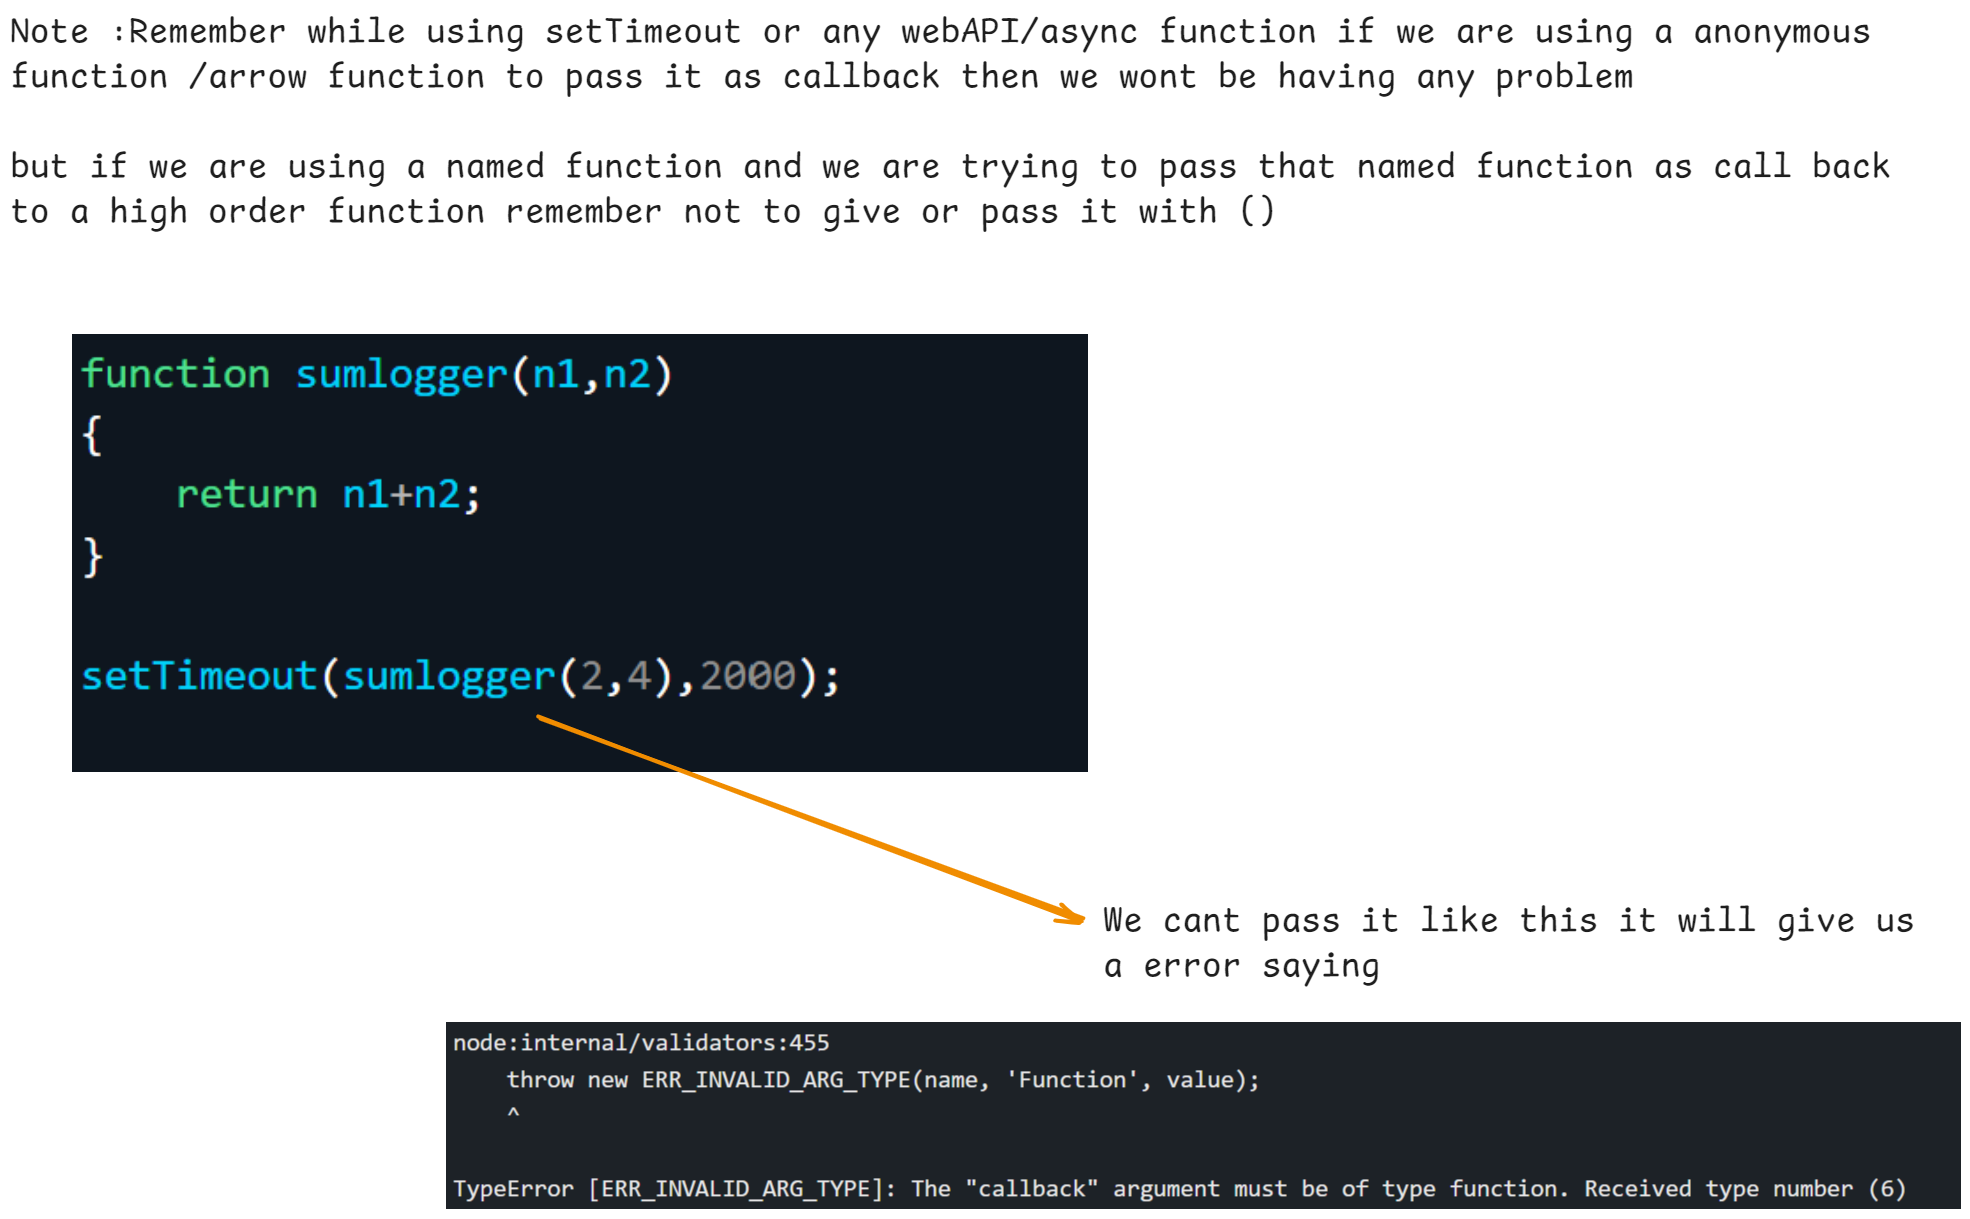 Note :Remember while using setTimeout or any webAPI/async function if we are using a anonymous
function /arrow function to pass it as callback then we wont be having any problem
but if we are using a named function and we are trying to pass that named function as call back
to a high order function remember not to give or pass it with ()
function sumlogger(n1,n2)
{
    return n1+n2;
}
setTimeout(sumlogger(2,4),2000);
We cant pass it like this it will give us
a error saying
node:internal/validators:455
    throw new ERR_INVALID_ARG_TYPE(name, 'Function', value);
    ^
TypeError [ERR_INVALID_ARG_TYPE]: The "callback" argument must be of type function. Received type number (6)